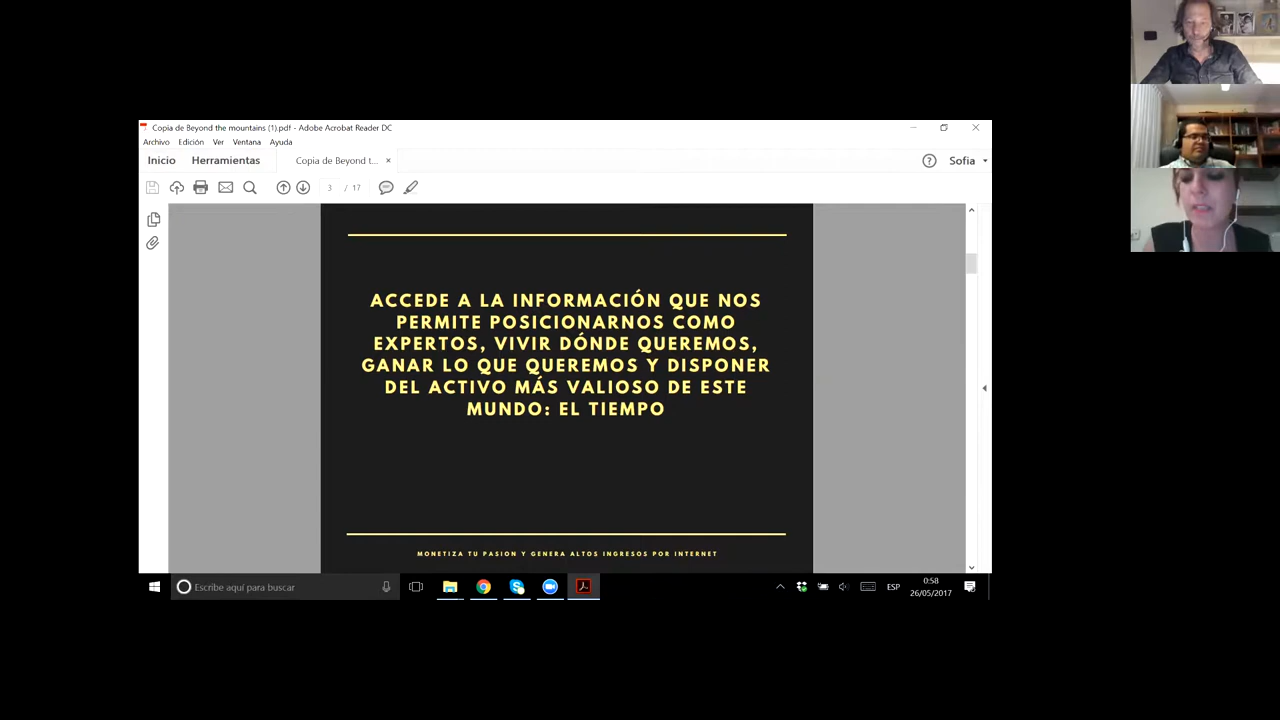 Copia de Beyond the mountains (1).pdf - Adobe Acrobat Reader DC
Archivo Edición Ver Ventana Ayuda
Inicio Herramientas Copia de Beyond t... Sofia
3 / 17
ACCEDE A LA INFORMACIÓN QUE NOS
PERMITE POSICIONARNOS COMO
EXPERTOS, VIVIR DÓNDE QUEREMOS,
GANAR LO QUE QUEREMOS Y DISPONER
DEL ACTIVO MÁS VALIOSO DE ESTE
MUNDO: EL TIEMPO
MONETIZA TU PASION Y GENERA ALTOS INGRESOS POR INTERNET
Escribe aquí para buscar
ESP
0:58
26/05/2017